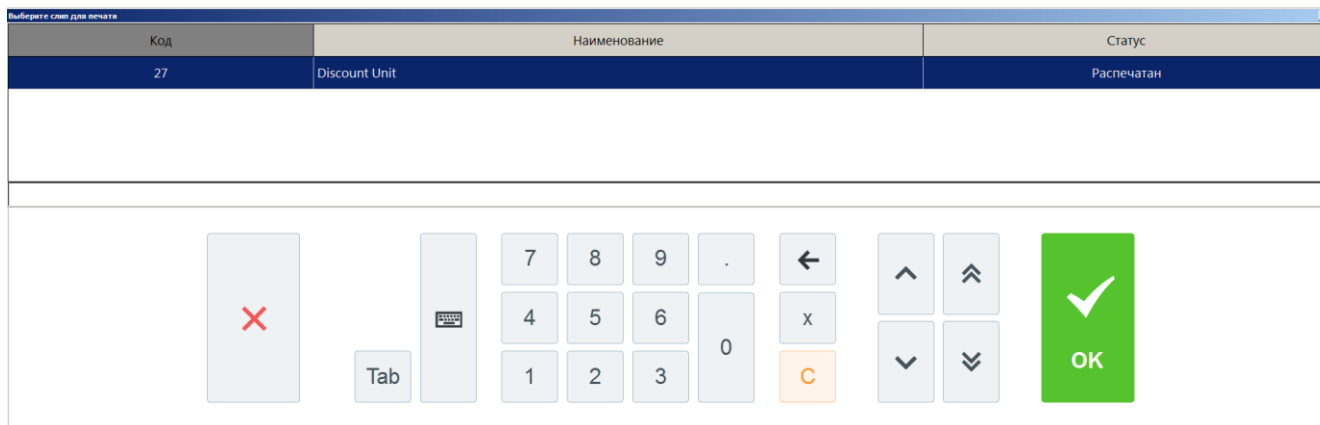 Выберите слип для печати
Код Наименование Статус
27 Discount Unit Распечатан
7 8 9 .
4 5 6 x
0
OK
Tab 1 2 3 C